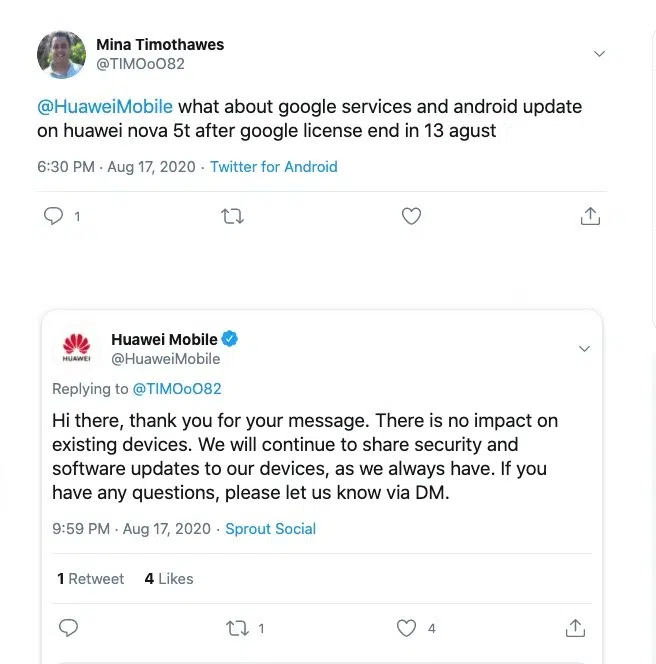 Mina Timothawes
@TIMOoO82
@HuaweiMobile what about google services and android update
on huawei nova 5t after google license end in 13 agust
6:30 PM · Aug 17, 2020 · Twitter for Android
1
HUAWEI
Huawei Mobile
@HuaweiMobile
Replying to @TIMOoO82
Hi there, thank you for your message. There is no impact on
existing devices. We will continue to share security and
software updates to our devices, as we always have. If you
have any questions, please let us know via DM.
9:59 PM · Aug 17, 2020 · Sprout Social
1 Retweet 4 Likes
1 4